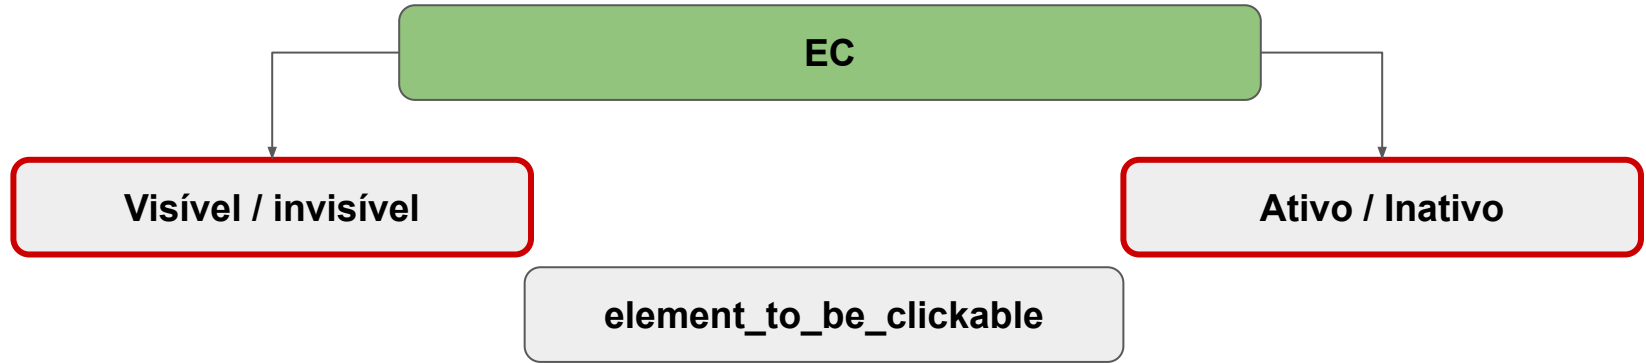 EC
Visível / invisível
Ativo / Inativo
element_to_be_clickable